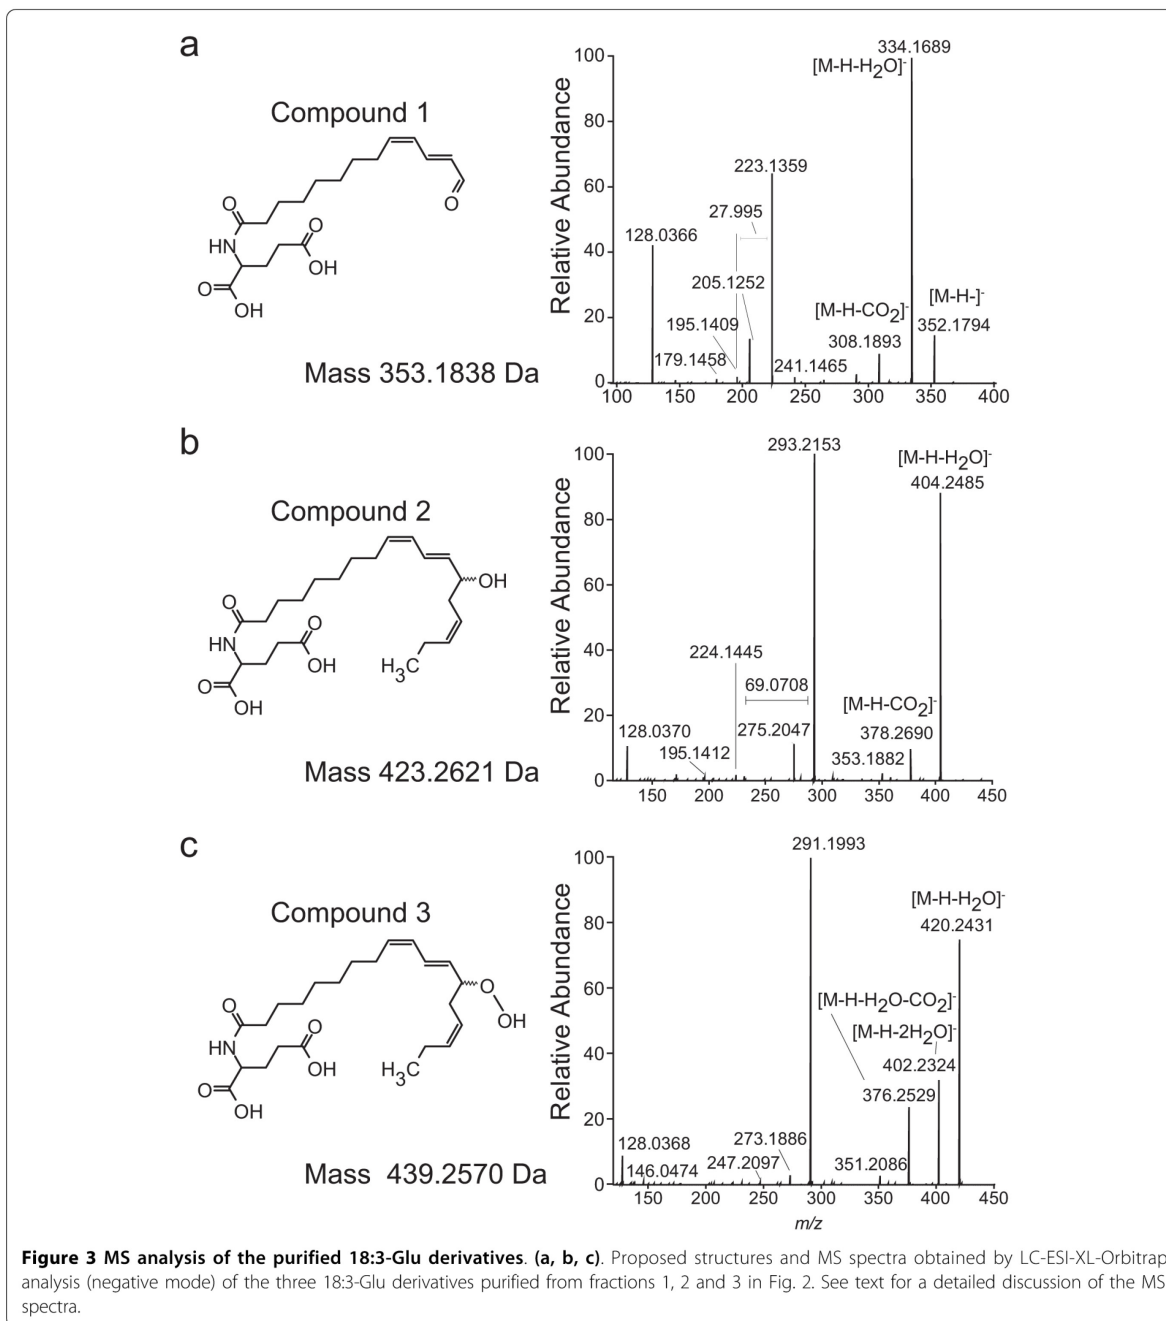 a
Compound 1
O
O
HN
O
OH
O
OH
Mass 353.1838 Da
Relative Abundance
100
80
60
40
20
0
100 150 200 250 300 350 400
334.1689
[M-H-H2O]-
223.1359
27.995
128.0366
205.1252
[M-H-]-
[M-H-CO2]-
195.1409
352.1794
308.1893
179.1458
241.1465
b
Compound 2
OH
O
O
HN
OH
H3C
O
OH
Mass 423.2621 Da
Relative Abundance
100
80
60
40
20
0
150 200 250 300 350 400 450
293.2153
[M-H-H2O]-
404.2485
224.1445
69.0708
[M-H-CO2]-
128.0370
275.2047
378.2690
195.1412
353.1882
c
Compound 3
O
OH
O
O
HN
OH
H3C
O
OH
Mass 439.2570 Da
Relative Abundance
100
80
60
40
20
0
150 200 250 300 350 400 450
m/z
291.1993
[M-H-H2O]-
420.2431
[M-H-H2O-CO2]-
[M-H-2H2O]-
402.2324
376.2529
128.0368
273.1886
146.0474
247.2097
351.2086
Figure 3 MS analysis of the purified 18:3-Glu derivatives. (a, b, c). Proposed structures and MS spectra obtained by LC-ESI-XL-Orbitrap
analysis (negative mode) of the three 18:3-Glu derivatives purified from fractions 1, 2 and 3 in Fig. 2. See text for a detailed discussion of the MS
spectra.